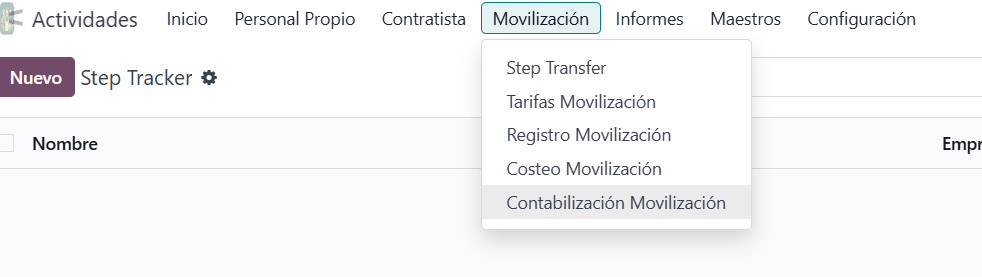 Actividades Inicio Personal Propio Contratista Movilización Informes Maestros Configuración
Nuevo Step Tracker
Step Transfer
Tarifas Movilización
Registro Movilización
Costeo Movilización
Contabilización Movilización
Nombre